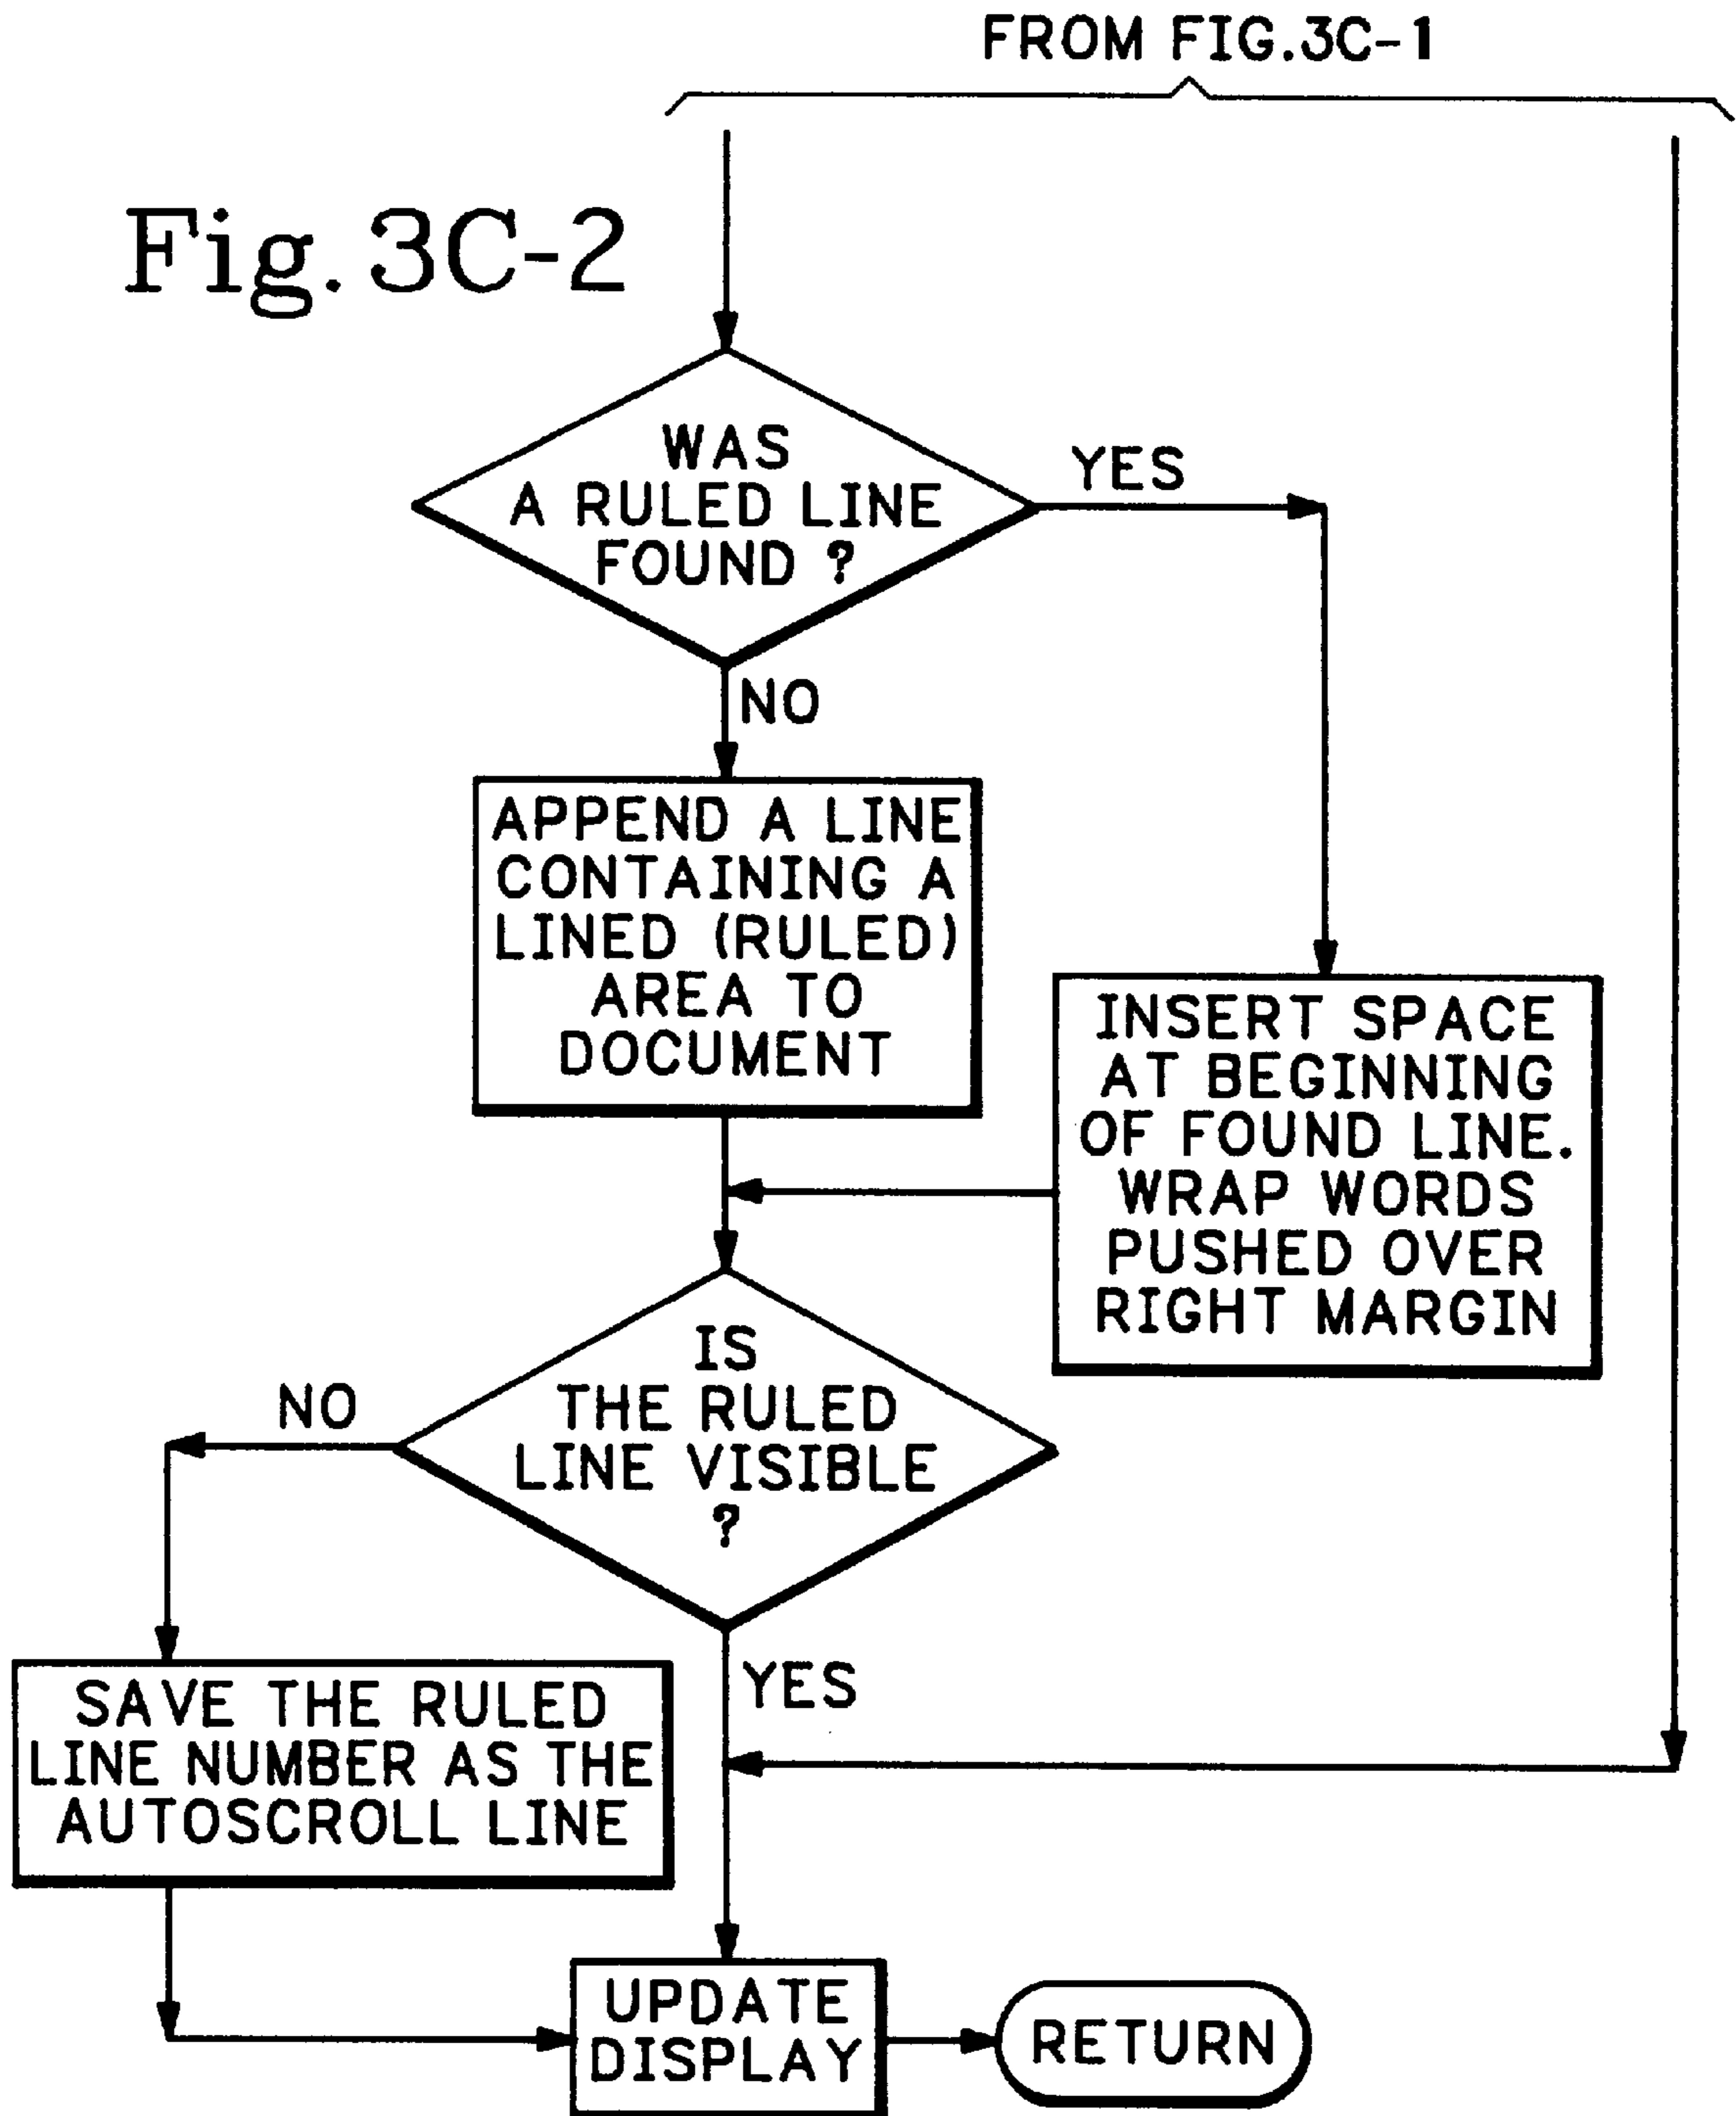 FROM FIG.3C-1
Fig. 3C-2
WAS
A RULED LINE
FOUND ?
YES
NO
APPEND A LINE
CONTAINING A
LINED (RULED)
AREA TO
DOCUMENT
INSERT SPACE
AT BEGINNING
OF FOUND LINE.
WRAP WORDS
PUSHED OVER
RIGHT MARGIN
IS
THE RULED
LINE VISIBLE
?
NO
YES
SAVE THE RULED
LINE NUMBER AS THE
AUTOSCROLL LINE
UPDATE
DISPLAY
RETURN